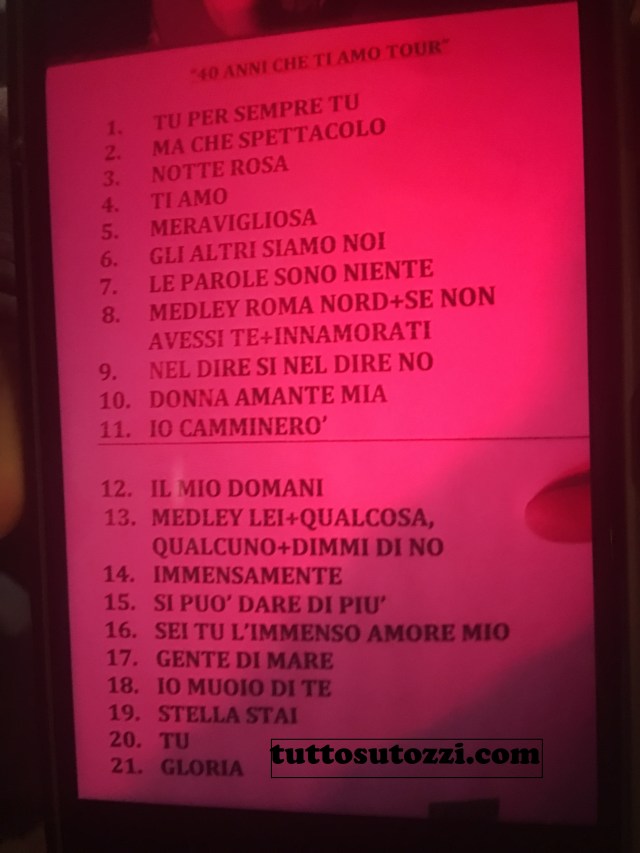 "40 ANNI CHE TI AMO TOUR"
1. TU PER SEMPRE TU
2. MA CHE SPETTACOLO
3. NOTTE ROSA
4. TI AMO
5. MERAVIGLIOSA
6. GLI ALTRI SIAMO NOI
7. LE PAROLE SONO NIENTE
8. MEDLEY ROMA NORD+SE NON
AVESSI TE+INNAMORATI
9. NEL DIRE SI NEL DIRE NO
10. DONNA AMANTE MIA
11. IO CAMMINERO'
12. IL MIO DOMANI
13. MEDLEY LEI+QUALCOSA,
QUALCUNO+DIMMI DI NO
14. IMMENSAMENTE
15. SI PUO' DARE DI PIU'
16. SEI TU L'IMMENSO AMORE MIO
17. GENTE DI MARE
18. IO MUOIO DI TE
19. STELLA STAI
20. TU
21. GLORIA
tuttosutozzi.com